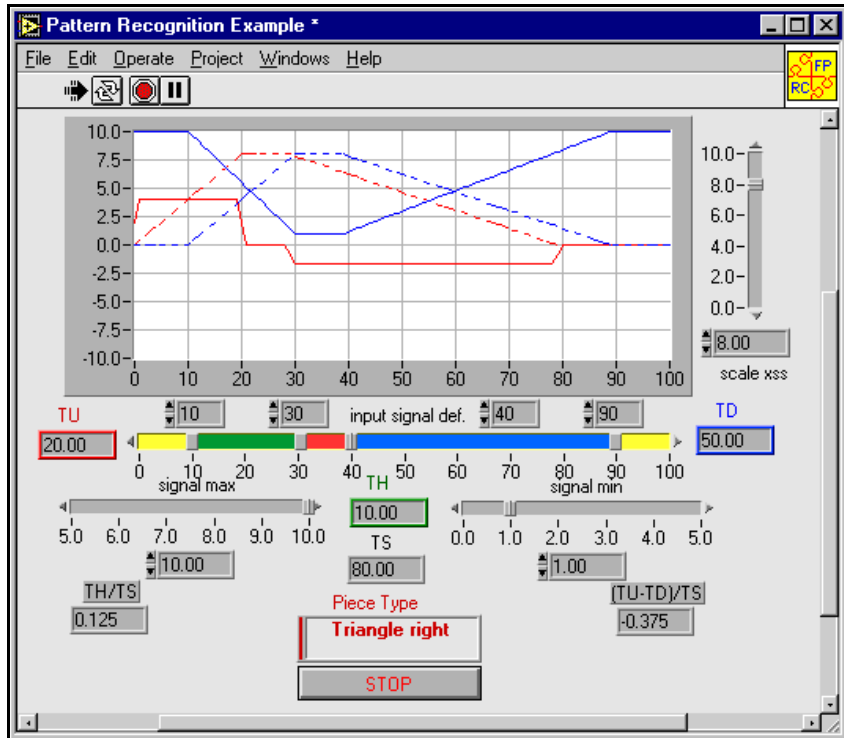 Pattern Recognition Example *
File Edit Operate Project Windows Help
FP
RC
10.0
7.5
5.0
2.5
0.0
-2.5
-5.0
-7.5
-10.0
0 10 20 30 40 50 60 70 80 90 100
10.0
8.0
6.0
4.0
2.0
0.0
8.00
scale xss
TU 10 30 input signal def. 40 90 TD
20.00 50.00
0 10 20 30 40 50 60 70 80 90 100
signal max TH signal min
10.00
5.0 6.0 7.0 8.0 9.0 10.0 TS 0.0 1.0 2.0 3.0 4.0 5.0
10.00 80.00 1.00
TH/TS (TU-TD)/TS
0.125 -0.375
Piece Type
Triangle right
STOP